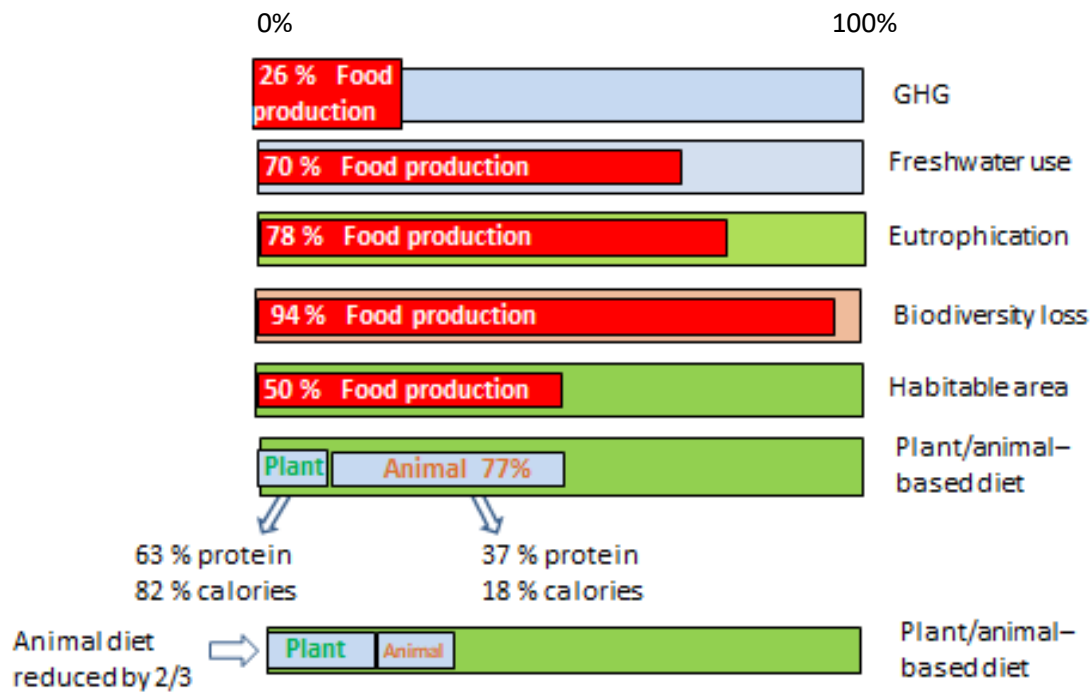 0%
100%
26 % Food
production
GHG
70 % Food production
Freshwater use
78 % Food production
Eutrophication
94 % Food production
Biodiversity loss
50 % Food production
Habitable area
Plant
Animal 77%
Plant/animal–
based diet
63 % protein
82 % calories
37 % protein
18 % calories
Animal diet
reduced by 2/3
Plant
Animal
Plant/animal–
based diet